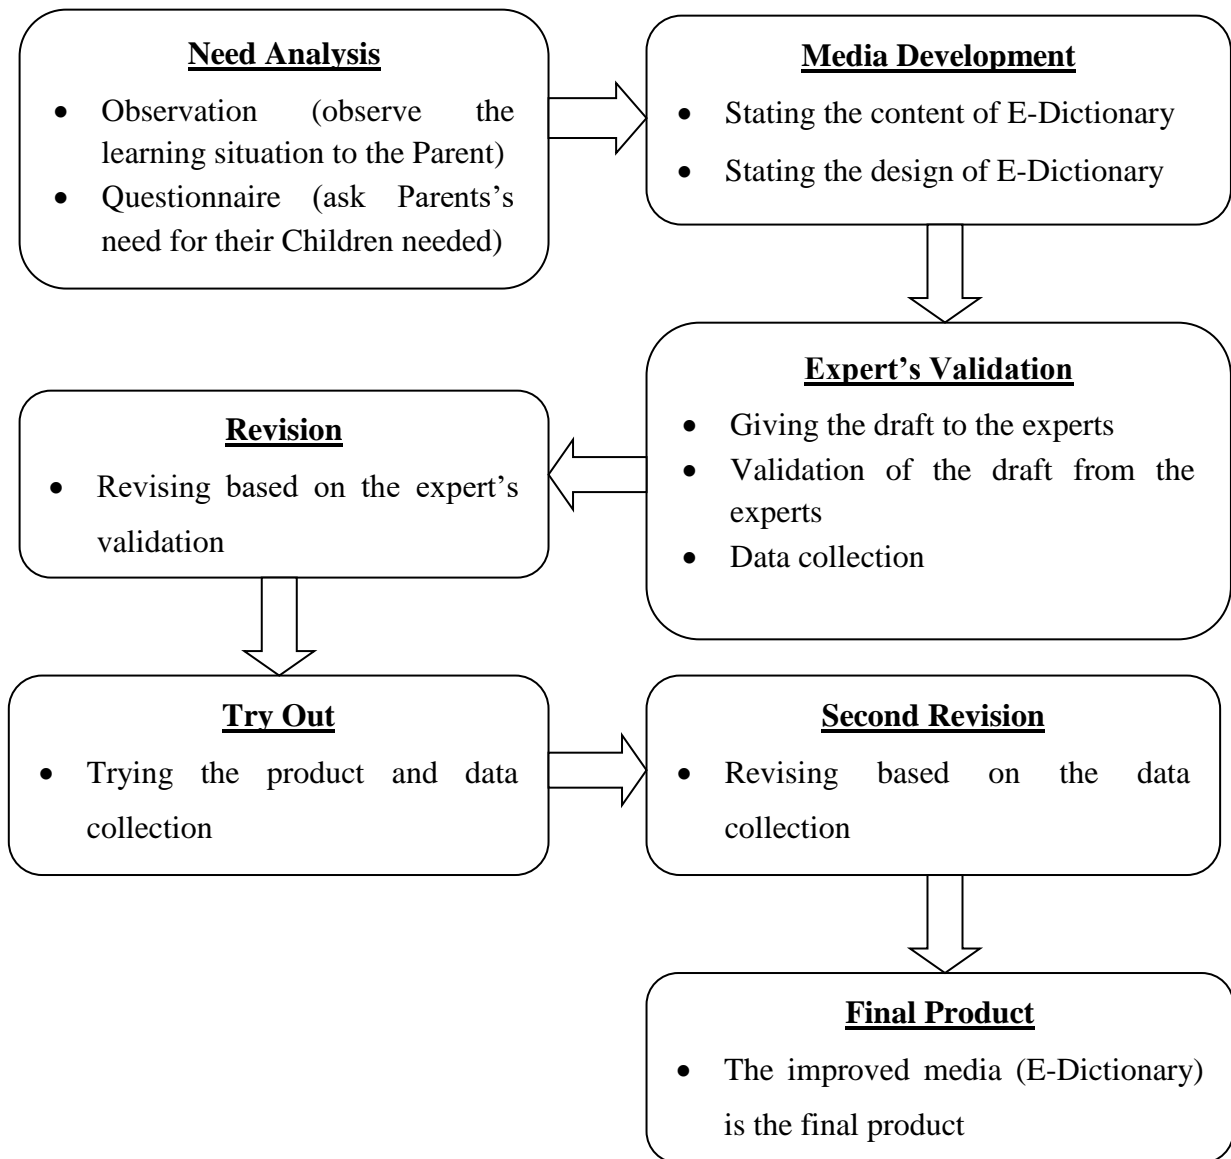 Need Analysis
• Observation (observe the
learning situation to the Parent)
• Questionnaire (ask Parents's
need for their Children needed)
Media Development
• Stating the content of E-Dictionary
• Stating the design of E-Dictionary
Expert’s Validation
• Giving the draft to the experts
• Validation of the draft from the
experts
• Data collection
Revision
• Revising based on the expert’s
validation
Try Out
• Trying the product and data
collection
Second Revision
• Revising based on the data
collection
Final Product
• The improved media (E-Dictionary)
is the final product